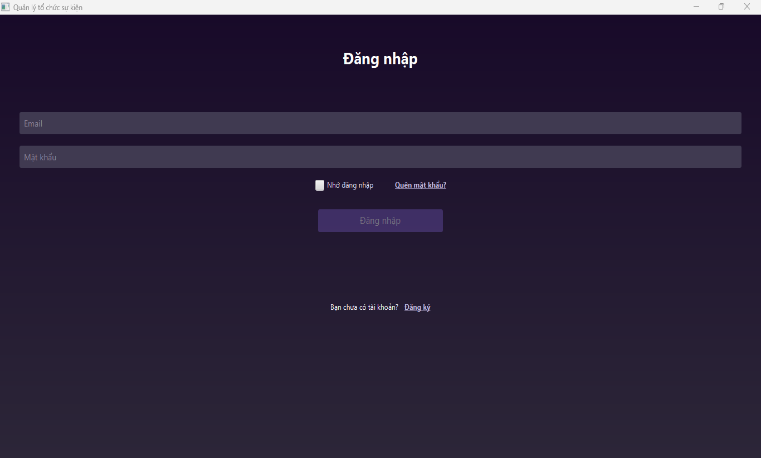 Quản lý tổ chức sự kiện
Đăng nhập
Email
Mật khẩu
Nhớ đăng nhập
Quên mật khẩu?
Đăng nhập
Bạn chưa có tài khoản? Đăng ký